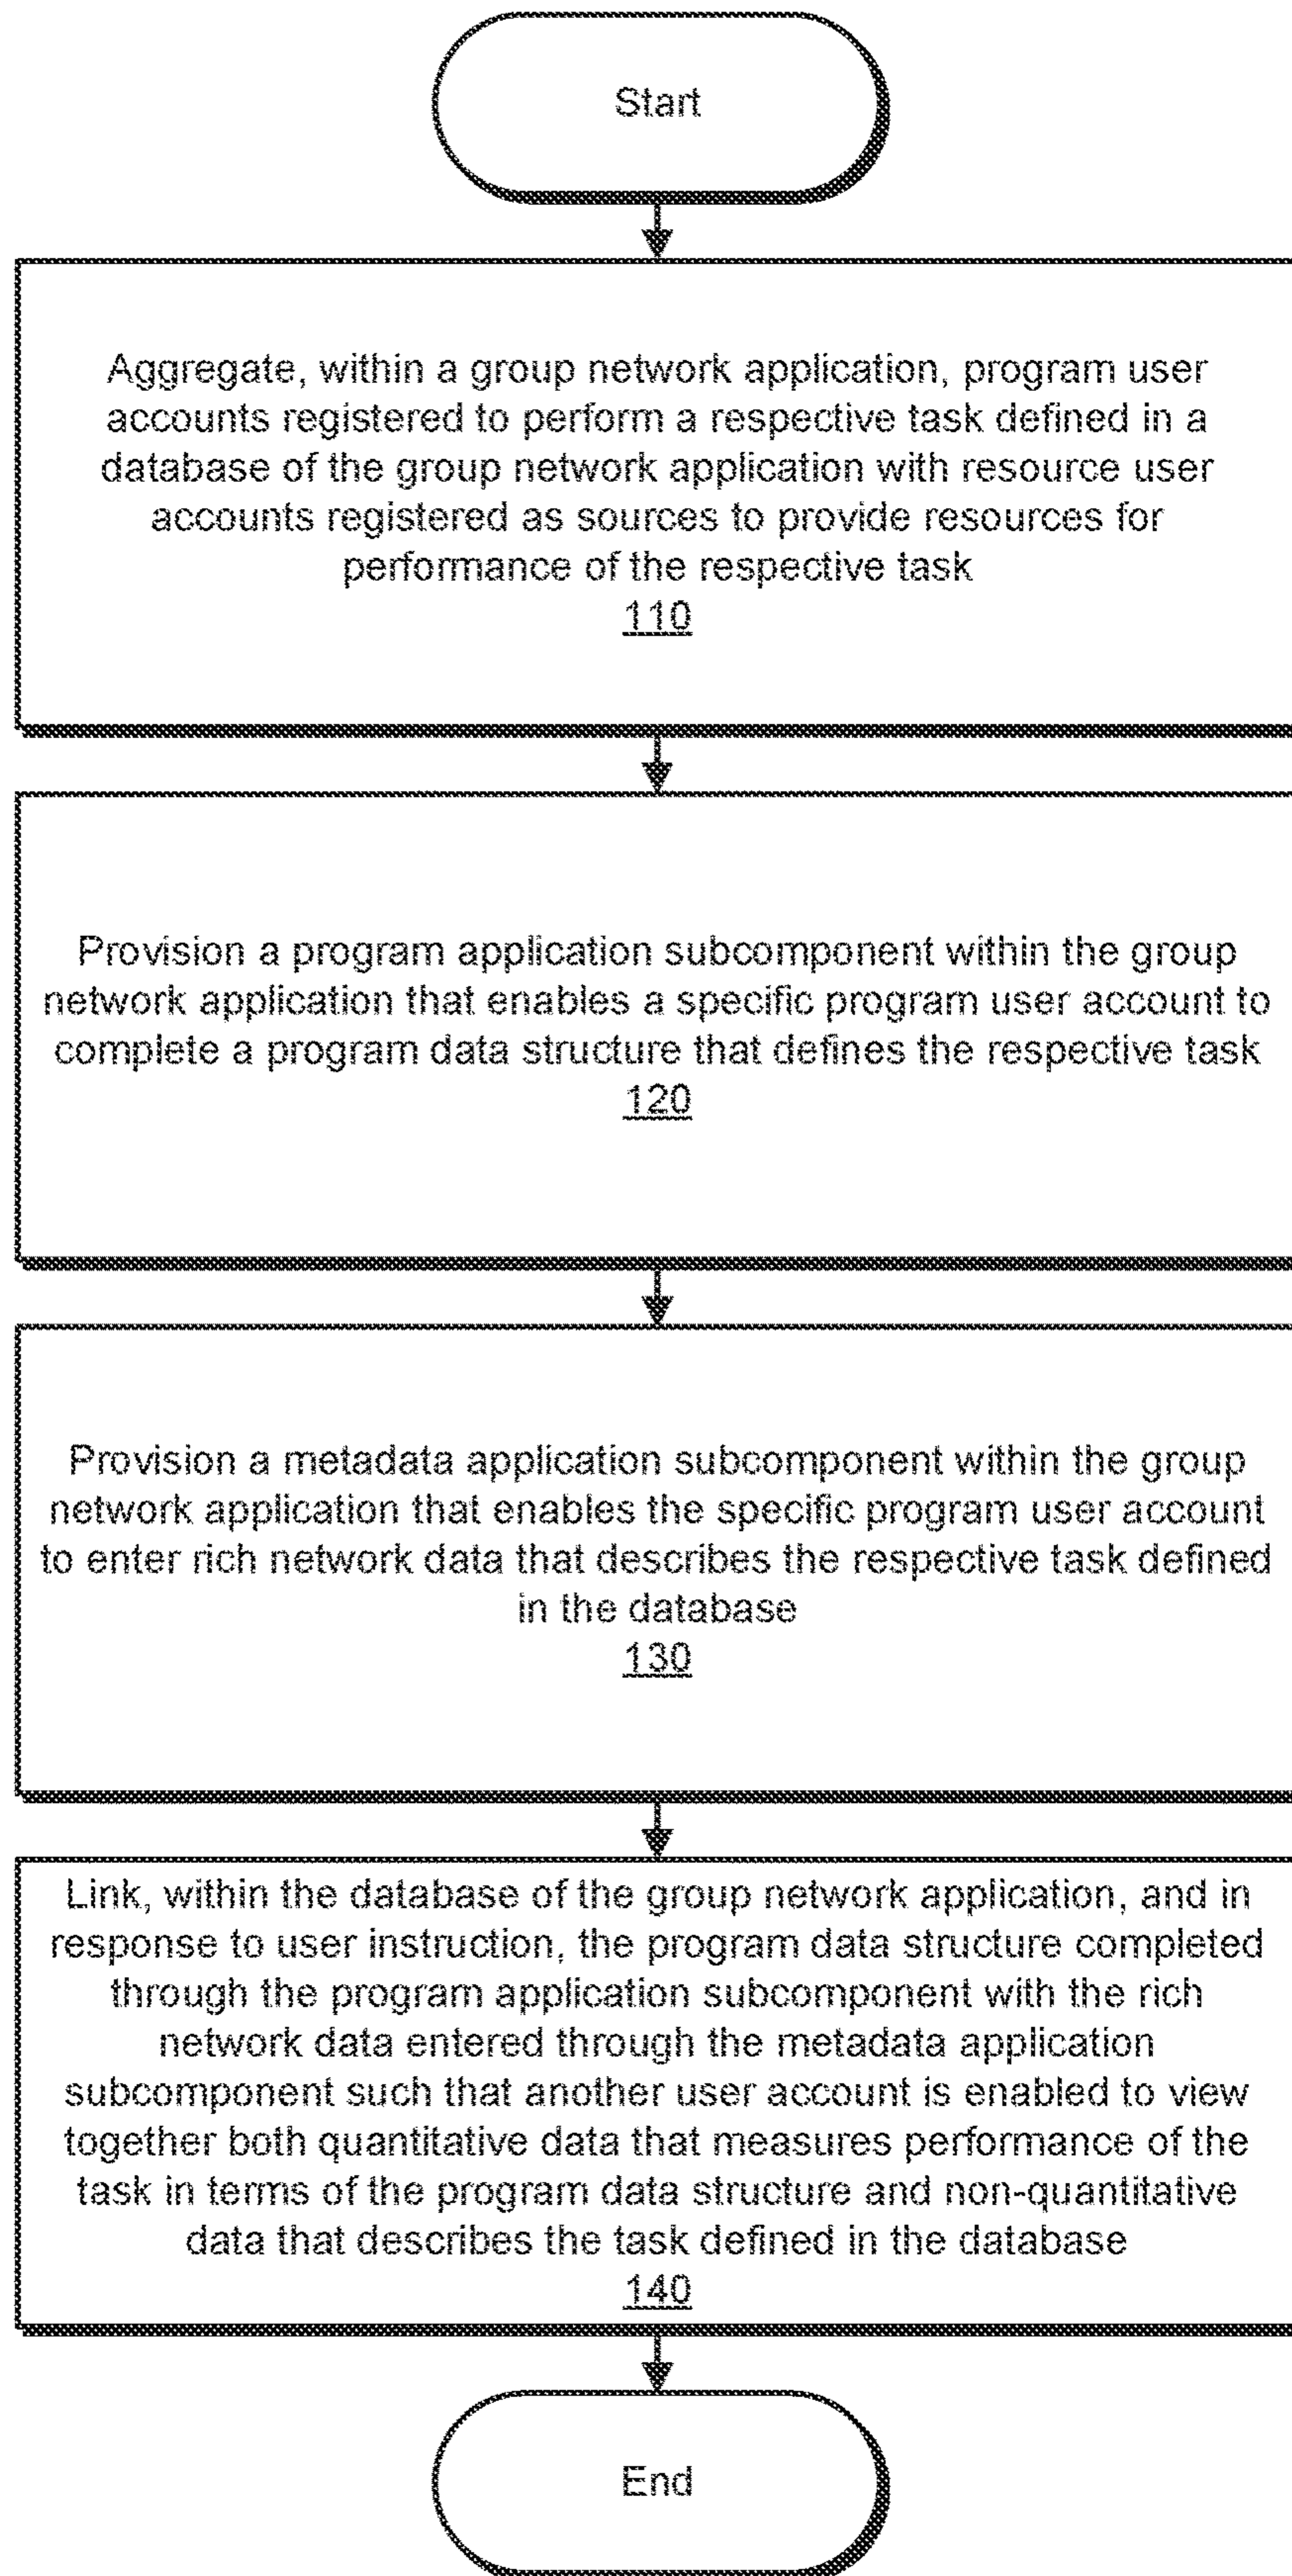 Start
Aggregate, within a group network application, program user
accounts registered to perform a respective task defined in a
database of the group network application with resource user
accounts registered as sources to provide resources for
performance of the respective task
110
Provision a program application subcomponent within the group
network application that enables a specific program user account to
complete a program data structure that defines the respective task
120
Provision a metadata application subcomponent within the group
network application that enables the specific program user account
to enter rich network data that describes the respective task defined
in the database
130
Link, within the database of the group network application, and in
response to user instruction, the program data structure completed
through the program application subcomponent with the rich
network data entered through the metadata application
subcomponent such that another user account is enabled to view
together both quantitative data that measures performance of the
task in terms of the program data structure and non-quantitative
data that describes the task defined in the database
140
End